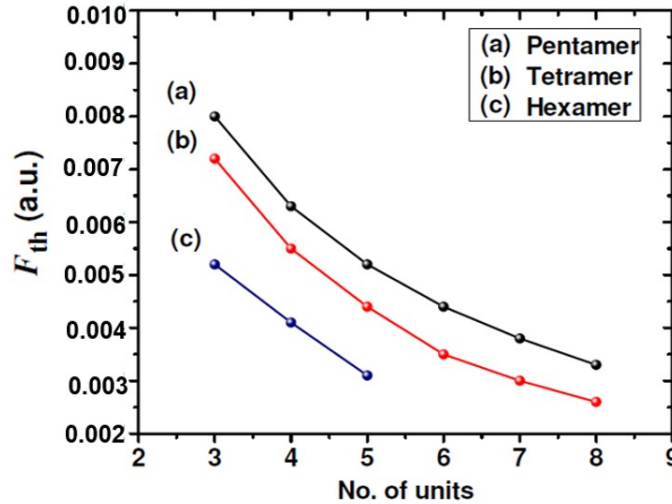 0.010
(a) Pentamer
(b) Tetramer
(c) Hexamer
0.009
0.008
(a)
0.007
(b)
0.006
(c)
0.005
0.004
0.003
0.002
F_th (a.u.)
2 3 4 5 6 7 8 9
No. of units